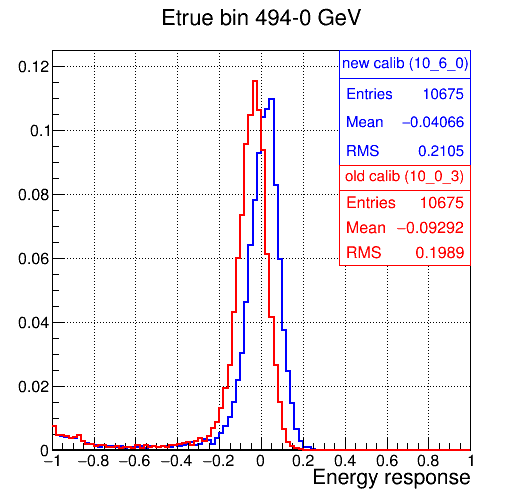 Etrue bin 494-0 GeV
new calib (10_6_0)
Entries 10675
Mean −0.04066
RMS 0.2105
old calib (10_0_3)
Entries 10675
Mean −0.09292
RMS 0.1989
0.12
0.1
0.08
0.06
0.04
0.02
0
−1 −0.8 −0.6 −0.4 −0.2 0 0.2 0.4 0.6 0.8 1
Energy response